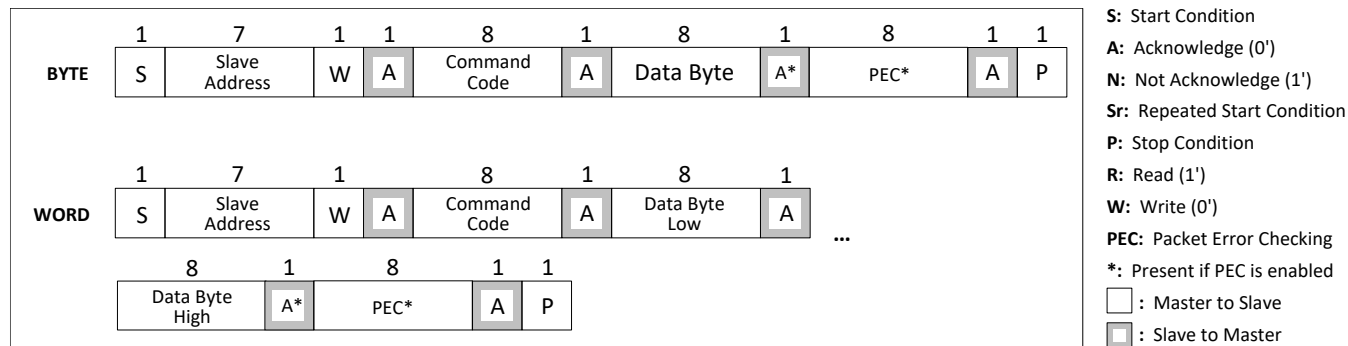 1 7 1 1 8 1 8 1 8 1 1
BYTE S Slave Address W A Command Code A Data Byte A* PEC* A P
1 7 1 8 1 8 1
WORD S Slave Address W A Command Code A Data Byte Low A ...
8 1 8 1 1
Data Byte High A* PEC* A P
S: Start Condition
A: Acknowledge (0')
N: Not Acknowledge (1')
Sr: Repeated Start Condition
P: Stop Condition
R: Read (1')
W: Write (0')
PEC: Packet Error Checking
*: Present if PEC is enabled
: Master to Slave
: Slave to Master